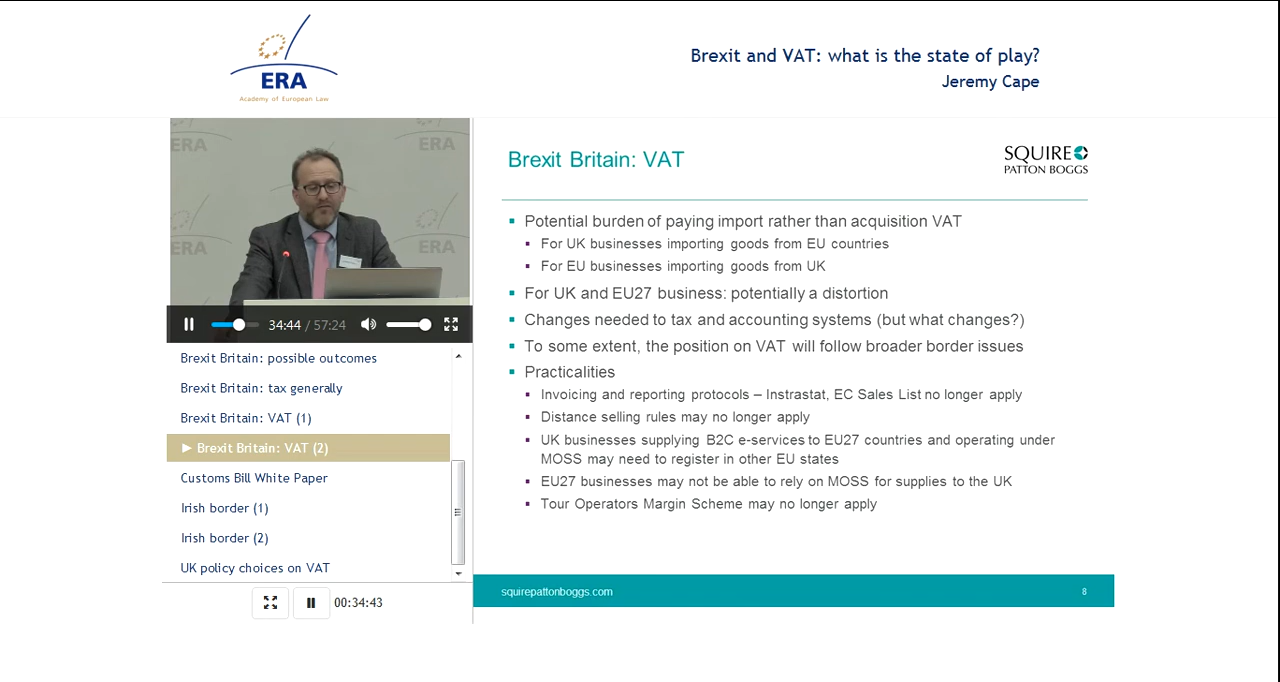 ERA
Academy of European Law
Brexit and VAT: what is the state of play?
Jeremy Cape
ERA
ERA
ERA
ERA
34:44 / 57:24
Brexit Britain: possible outcomes
Brexit Britain: tax generally
Brexit Britain: VAT (1)
► Brexit Britain: VAT (2)
Customs Bill White Paper
Irish border (1)
Irish border (2)
UK policy choices on VAT
00:34:43
Brexit Britain: VAT
SQUIRE
PATTON BOGGS
▪ Potential burden of paying import rather than acquisition VAT
▪ For UK businesses importing goods from EU countries
▪ For EU businesses importing goods from UK
▪ For UK and EU27 business: potentially a distortion
▪ Changes needed to tax and accounting systems (but what changes?)
▪ To some extent, the position on VAT will follow broader border issues
▪ Practicalities
▪ Invoicing and reporting protocols – Instrastat, EC Sales List no longer apply
▪ Distance selling rules may no longer apply
▪ UK businesses supplying B2C e-services to EU27 countries and operating under
MOSS may need to register in other EU states
▪ EU27 businesses may not be able to rely on MOSS for supplies to the UK
▪ Tour Operators Margin Scheme may no longer apply
squirepattonboggs.com
8